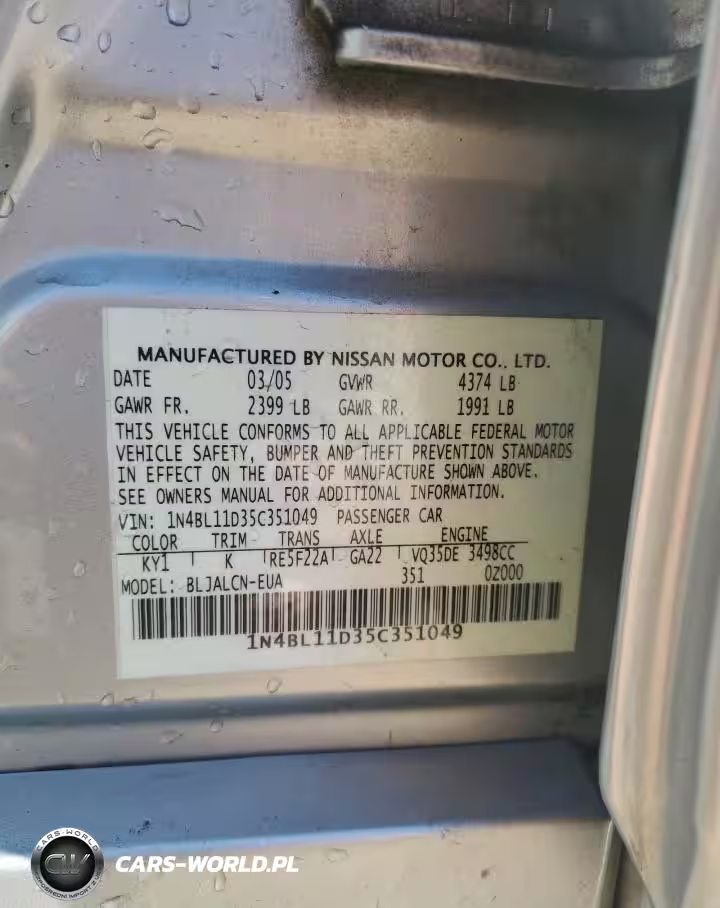 MANUFACTURED BY NISSAN MOTOR CO., LTD.
DATE 03/05 GVWR 4374 LB
GAWR FR. 2399 LB GAWR RR. 1991 LB
THIS VEHICLE CONFORMS TO ALL APPLICABLE FEDERAL MOTOR
VEHICLE SAFETY, BUMPER AND THEFT PREVENTION STANDARDS
IN EFFECT ON THE DATE OF MANUFACTURE SHOWN ABOVE.
SEE OWNERS MANUAL FOR ADDITIONAL INFORMATION.
VIN: 1N4BL11D35C351049 PASSENGER CAR
COLOR TRIM TRANS AXLE ENGINE
KY1 K RE5F22A GA22 VQ35DE 3498CC
MODEL: BLJALCN-EUA 351 0Z000
1N4BL11D35C351049
CARS-WORLD
CW
CARS-WORLD.PL